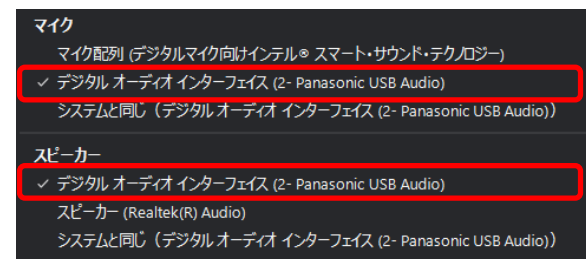 マイク
マイク配列 (デジタルマイク向けインテル® スマート・サウンド・テクノロジー)
✓ デジタル オーディオ インターフェイス (2- Panasonic USB Audio)
システムと同じ（デジタル オーディオ インターフェイス (2- Panasonic USB Audio)）
スピーカー
✓ デジタル オーディオ インターフェイス (2- Panasonic USB Audio)
スピーカー (Realtek(R) Audio)
システムと同じ（デジタル オーディオ インターフェイス (2- Panasonic USB Audio)）